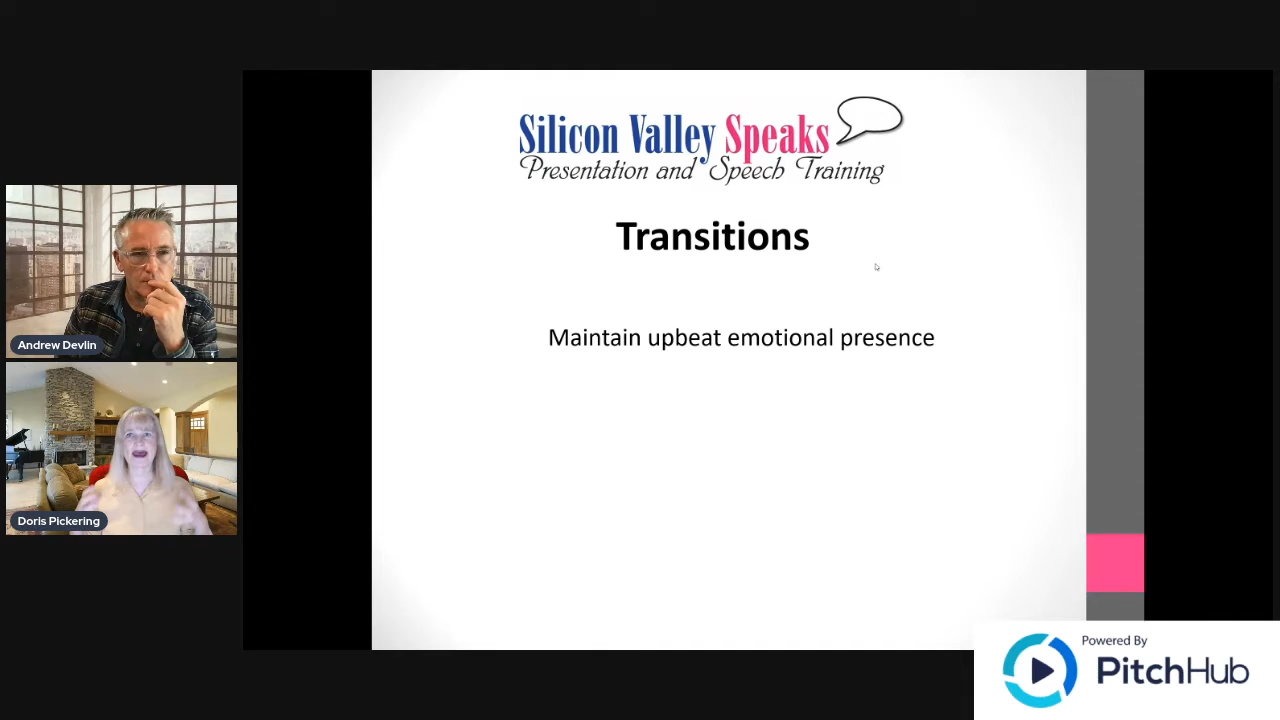 Silicon Valley Speaks
Presentation and Speech Training
Transitions
Maintain upbeat emotional presence
Andrew Devlin
Doris Pickering
Powered By
PitchHub